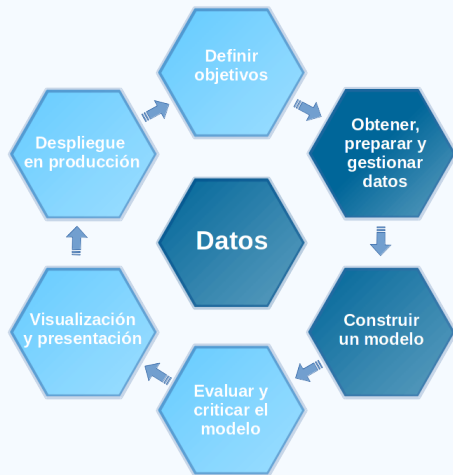 Definir
objetivos
Obtener,
preparar y
gestionar
datos
Construir
un modelo
Evaluar y
criticar el
modelo
Visualización
y presentación
Despliegue
en producción
Datos